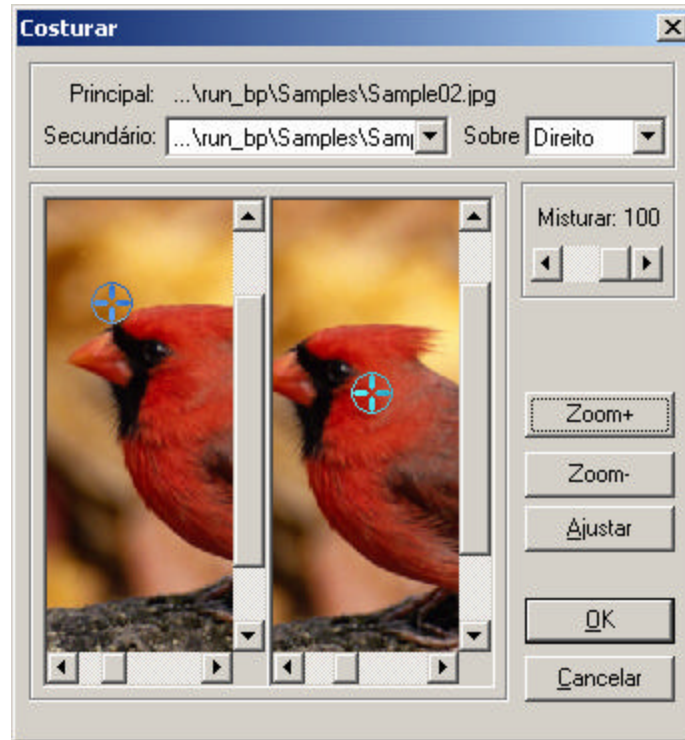 Costurar
Principal: ...\run_bp\Samples\Sample02.jpg
Secundário: ...\run_bp\Samples\Sam Sobre Direito
Misturar: 100
Zoom+
Zoom-
Ajustar
OK
Cancelar